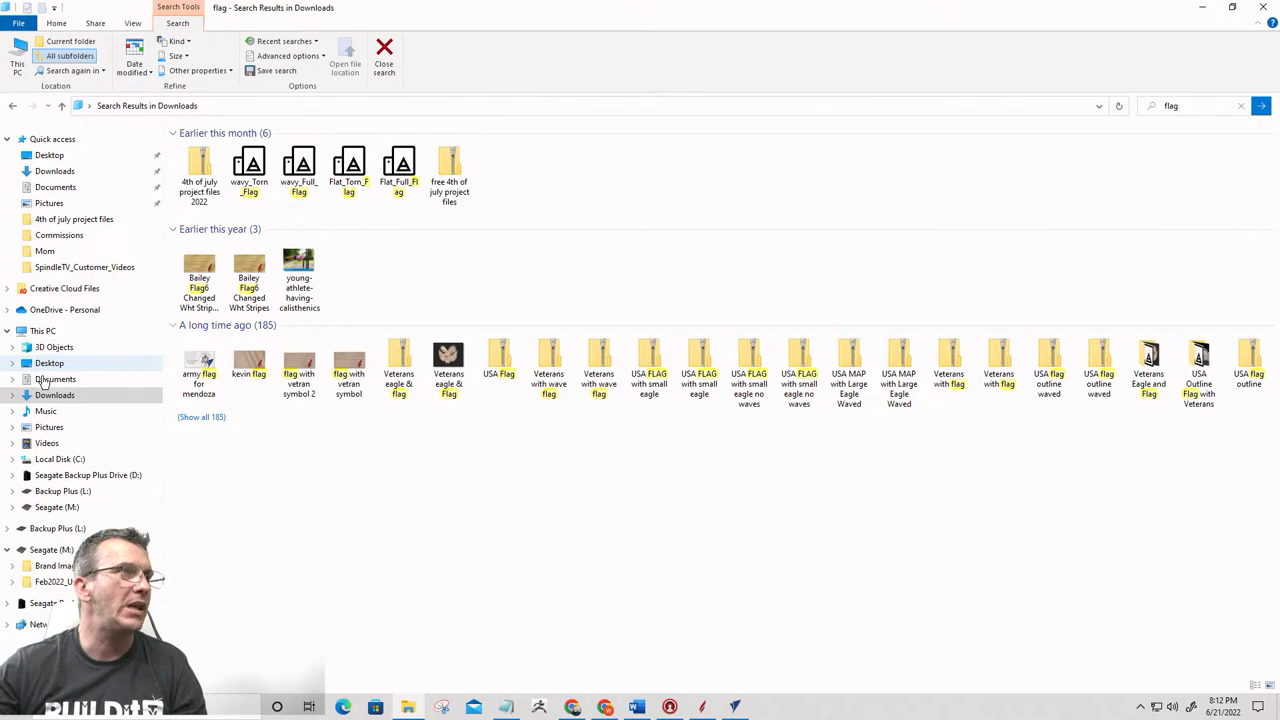 Search Tools
flag - Search Results in Downloads
File
Home
Share
View
Search
This PC
Current folder
All subfolders
Search again in
Location
Date modified
Kind
Size
Other properties
Refine
Recent searches
Advanced options
Save search
Open file location
Options
Close search
Search Results in Downloads
flag
Quick access
Desktop
Downloads
Documents
Pictures
4th of july project files
Commissions
Mom
SpindleTV_Customer_Videos
Creative Cloud Files
OneDrive - Personal
This PC
3D Objects
Desktop
Documents
Downloads
Music
Pictures
Videos
Local Disk (C:)
Seagate Backup Plus Drive (D:)
Backup Plus (L:)
Seagate (M:)
Backup Plus (L:)
Seagate (M:)
Brand Ima
Feb2022_U
Seagate
Netw
Earlier this month (6)
4th of july project files 2022
wavy_Torn_Flag
wavy_Full_Flag
Flat_Torn_Flag
Flat_Full_Flag
free 4th of july project files
Earlier this year (3)
Bailey Flag6 Changed Wht Strip...
Bailey Flag6 Changed Wht Stripes
young-athlete-having-calisthenics
A long time ago (185)
army flag for mendoza
kevin flag
flag with vetran symbol 2
flag with vetran symbol
Veterans eagle & flag
Veterans eagle & Flag
USA Flag
Veterans with wave flag
Veterans with wave flag
USA FLAG with small eagle
USA FLAG with small eagle no waves
USA FLAG with small eagle no waves
USA MAP with Large Eagle Waved
USA MAP with Large Eagle Waved
Veterans with flag
Veterans with flag
USA flag outline waved
USA flag outline waved
Veterans Eagle and Flag
USA Outline Flag with Veterans
USA flag outline
(Show all 185)
BUILD
8:12 PM
6/21/2022